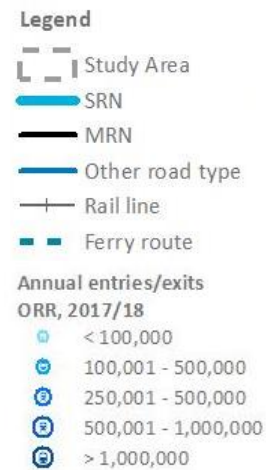 Legend
Study Area
SRN
MRN
Other road type
Rail line
Ferry route
Annual entries/exits
ORR, 2017/18
< 100,000
100,001 - 500,000
250,001 - 500,000
500,001 - 1,000,000
> 1,000,000